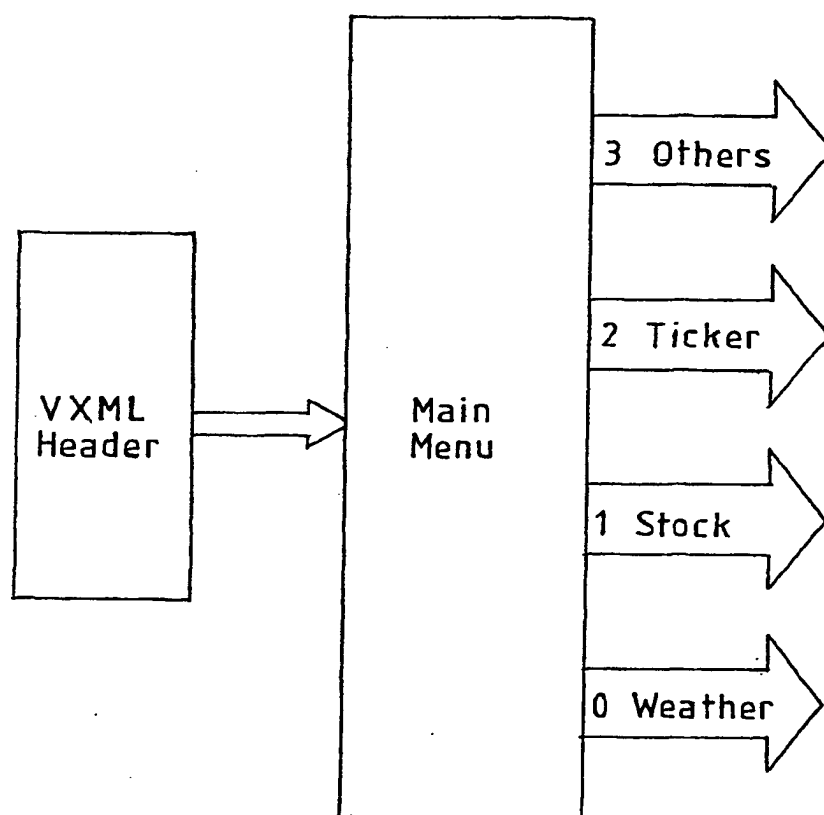 3 Others
2 Ticker
VXML
Header
Main
Menu
1 Stock
0 Weather